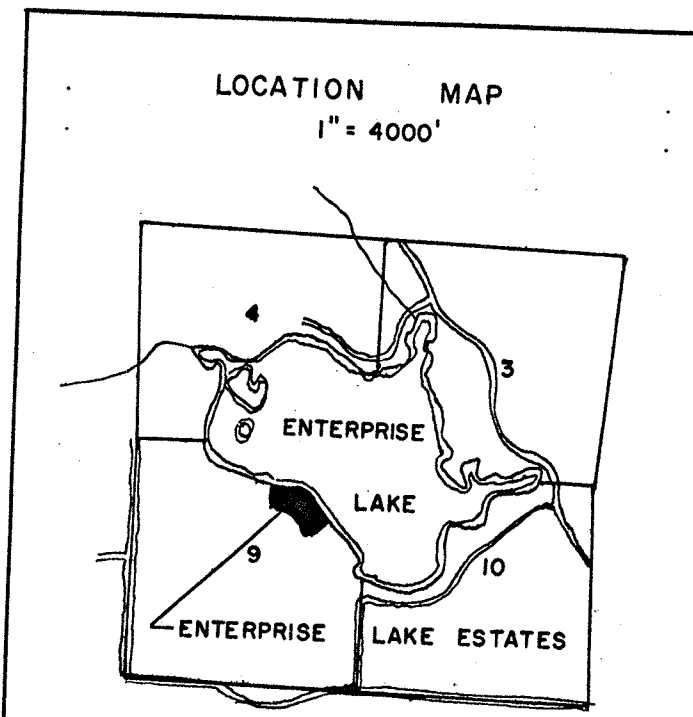 LOCATION MAP
1" = 4000'
4
3
ENTERPRISE
LAKE
9
10
ENTERPRISE LAKE ESTATES